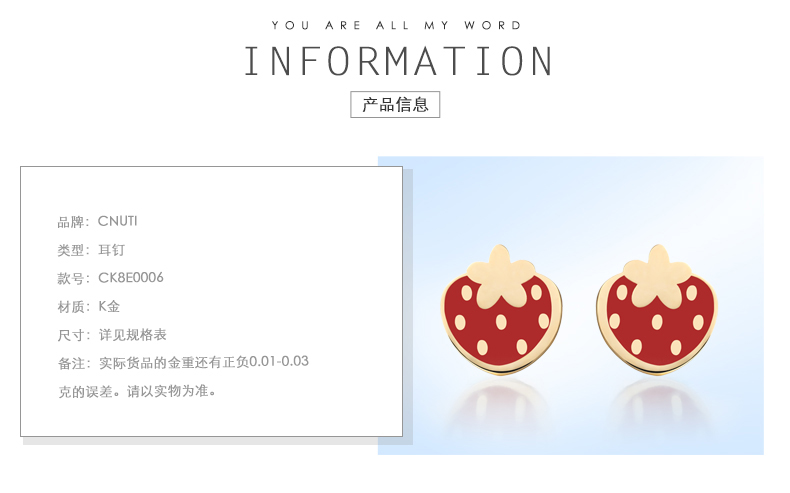 YOU ARE ALL MY WORD
INFORMATION
产品信息
品牌：CNUTI
类型：耳钉
款号：CK8E0006
材质：K金
尺寸：详见规格表
备注：实际货品的金重还有正负0.01-0.03
克的误差。请以实物为准。